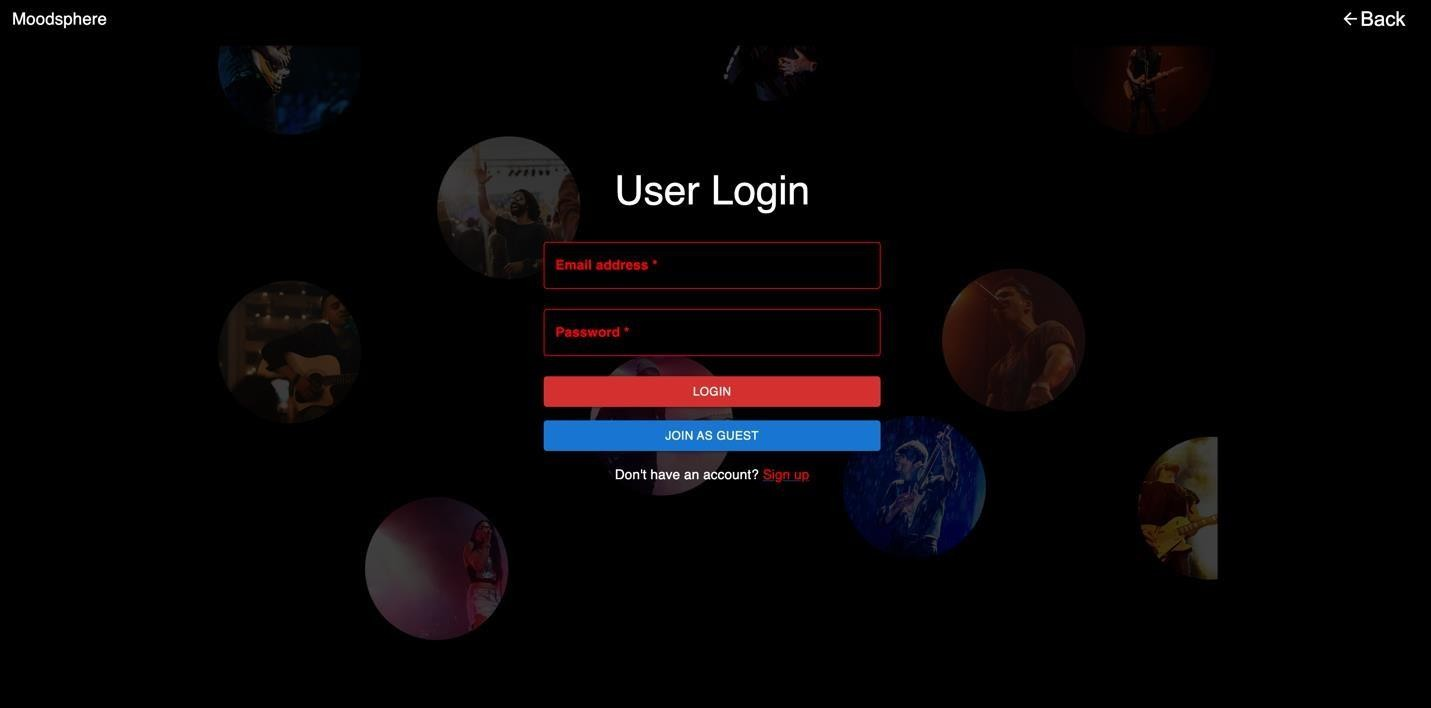 Moodsphere
←Back
User Login
Email address *
Password *
LOGIN
JOIN AS GUEST
Don't have an account? Sign up